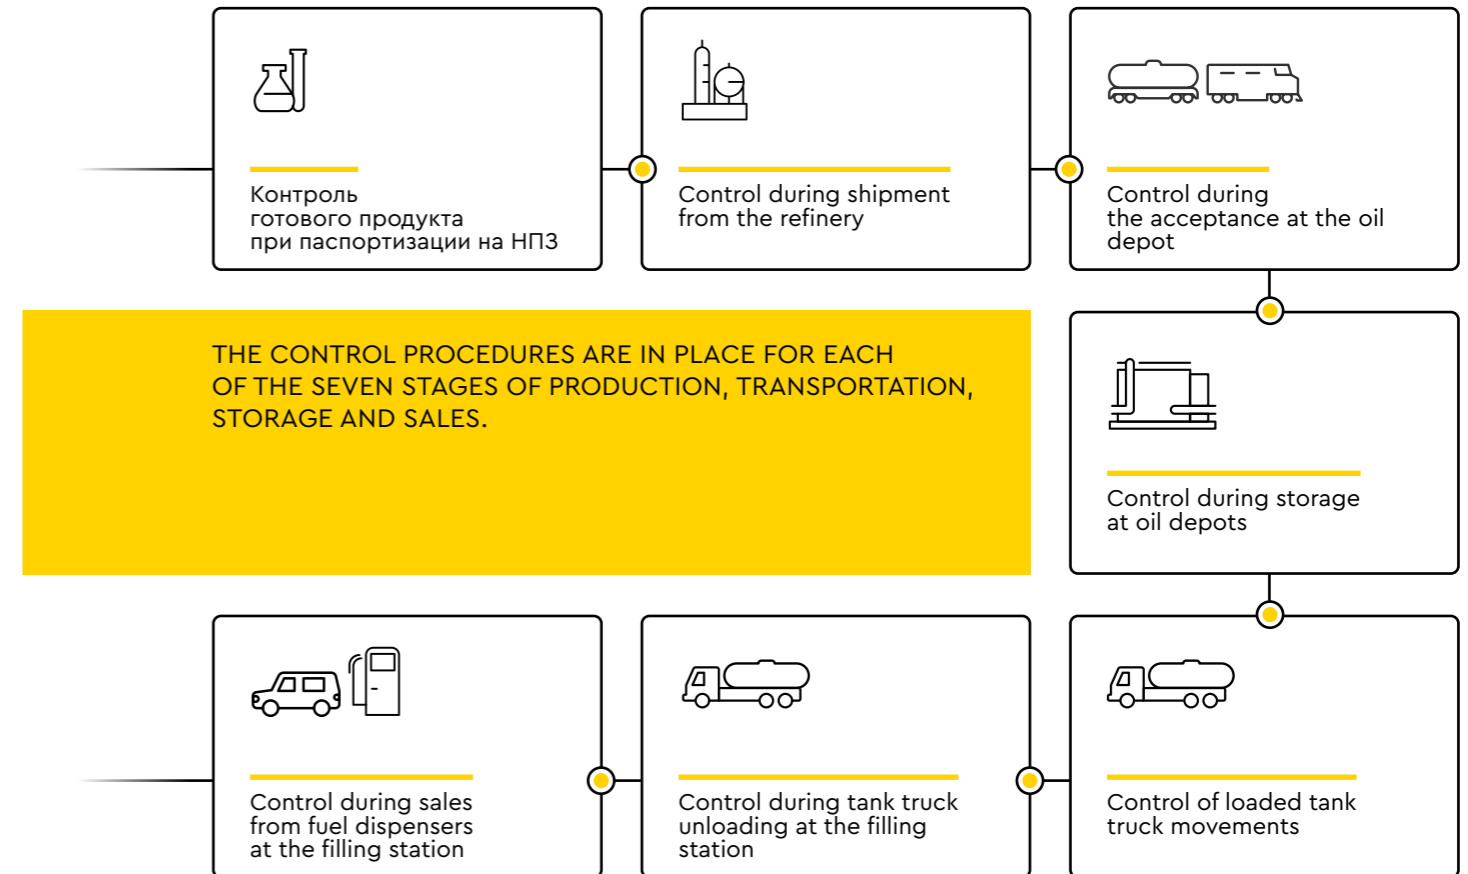 Контроль
готового продукта
при паспортизации на НПЗ
Control during shipment
from the refinery
Control during
the acceptance at the oil
depot
THE CONTROL PROCEDURES ARE IN PLACE FOR EACH
OF THE SEVEN STAGES OF PRODUCTION, TRANSPORTATION,
STORAGE AND SALES.
Control during storage
at oil depots
Control during sales
from fuel dispensers
at the filling station
Control during tank truck
unloading at the filling
station
Control of loaded tank
truck movements